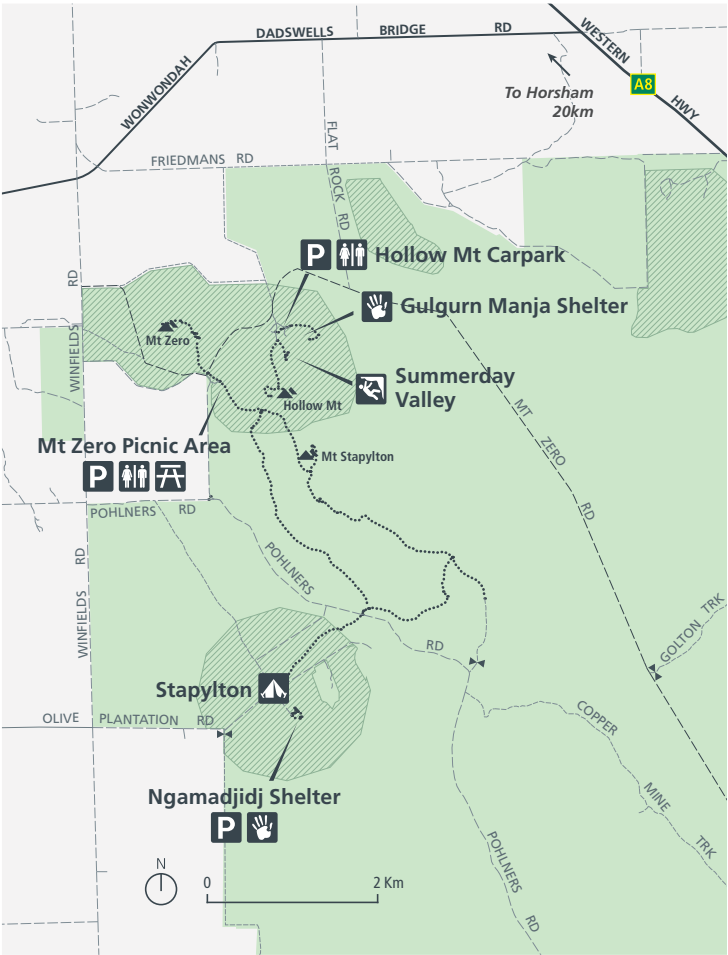 DADSWELLS BRIDGE RD
WESTERN
HWY
A8
WONWONDAH
To Horsham
20km
FLAT
ROCK RD
FRIEDMANS RD
P Hollow Mt Carpark
Gulgurn Manja Shelter
WINFIELDS RD
Mt Zero
Summerday
Valley
Hollow Mt
MT ZERO RD
Mt Zero Picnic Area
P
Mt Stapylton
POHLNERS RD
POHLNERS
RD
WINFIELDS RD
GOLTON TRK
Stapylton
OLIVE PLANTATION RD
COPPER
MINE
TRK
Ngamadjidj Shelter
P
POHLNERS
RD
N
0 2 Km